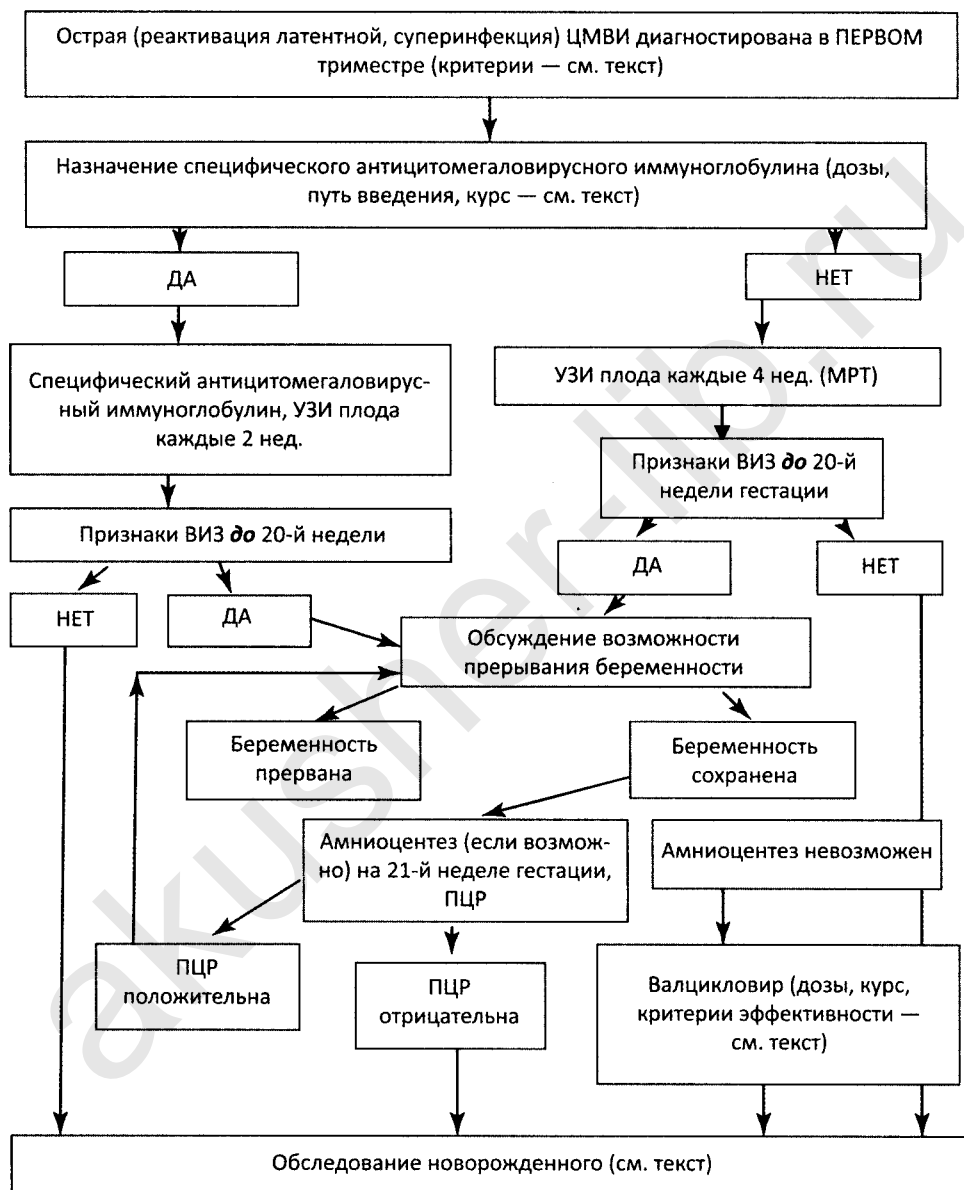 Острая (реактивация латентной, суперинфекция) ЦМВИ диагностирована в ПЕРВОМ
триместре (критерии — см. текст)
Назначение специфического антицитомегаловирусного иммуноглобулина (дозы,
путь введения, курс — см. текст)
ДА
НЕТ
Специфический антицитомегаловирус-
ный иммуноглобулин, УЗИ плода
каждые 2 нед.
УЗИ плода каждые 4 нед. (МРТ)
Признаки ВИЗ до 20-й
недели гестации
Признаки ВИЗ до 20-й недели
ДА
НЕТ
НЕТ
ДА
Обсуждение возможности
прерывания беременности
Беременность
прервана
Беременность
сохранена
Амниоцентез (если возмож-
но) на 21-й неделе гестации,
ПЦР
Амниоцентез невозможен
ПЦР
положительна
ПЦР
отрицательна
Валцикловир (дозы, курс,
критерии эффективности —
см. текст)
Обследование новорожденного (см. текст)
akusher-lib.ru